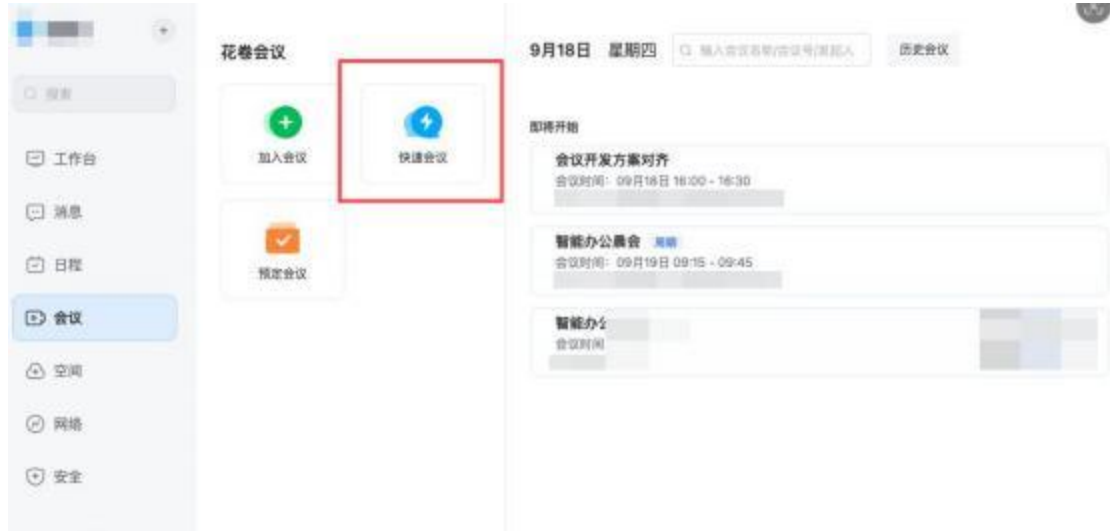 搜索
工作台
消息
日程
会议
空间
网络
安全
花卷会议
加入会议
快速会议
预定会议
9月18日 星期四
输入会议名称/会议号/发起人
历史会议
即将开始
会议开发方案对齐
会议时间：09月18日 16:00 - 16:30
智能办公晨会 周期
会议时间：09月19日 09:15 - 09:45
智能办公
会议时间